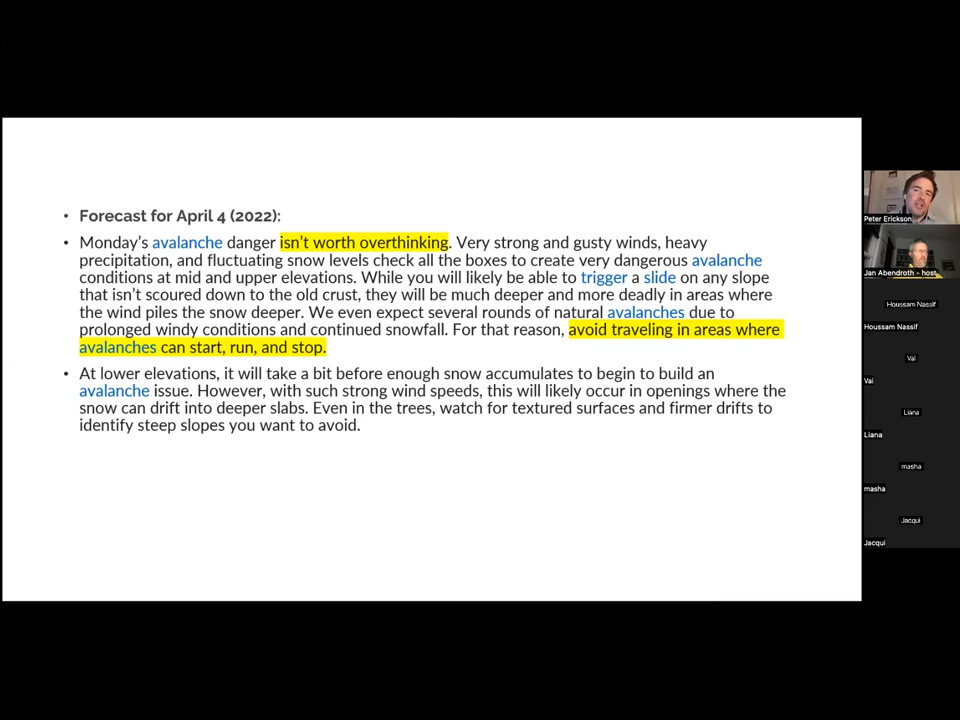 • Forecast for April 4 (2022):
• Monday's avalanche danger isn't worth overthinking. Very strong and gusty winds, heavy
precipitation, and fluctuating snow levels check all the boxes to create very dangerous avalanche
conditions at mid and upper elevations. While you will likely be able to trigger a slide on any slope
that isn't scoured down to the old crust, they will be much deeper and more deadly in areas where
the wind piles the snow deeper. We even expect several rounds of natural avalanches due to
prolonged windy conditions and continued snowfall. For that reason, avoid traveling in areas where
avalanches can start, run, and stop.
• At lower elevations, it will take a bit before enough snow accumulates to begin to build an
avalanche issue. However, with such strong wind speeds, this will likely occur in openings where the
snow can drift into deeper slabs. Even in the trees, watch for textured surfaces and firmer drifts to
identify steep slopes you want to avoid.
Peter Erickson
Jan Abendroth - host
Houssam Nassif
Houssam Nassif
Vai
Vai
Liana
Liana
masha
masha
Jacqui
Jacqui